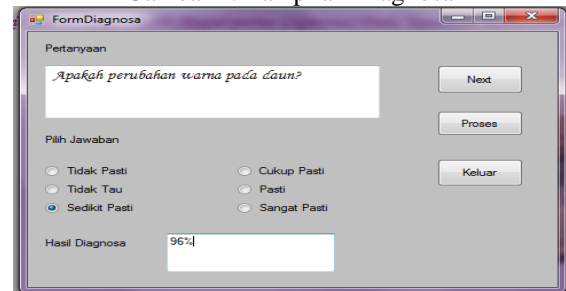 FormDiagnosa
Pertanyaan
Apakah perubahan warna pada daun?
Next
Proses
Pilih Jawaban
Tidak Pasti
Cukup Pasti
Keluar
Tidak Tau
Pasti
Sedikit Pasti
Sangat Pasti
Hasil Diagnosa
96%